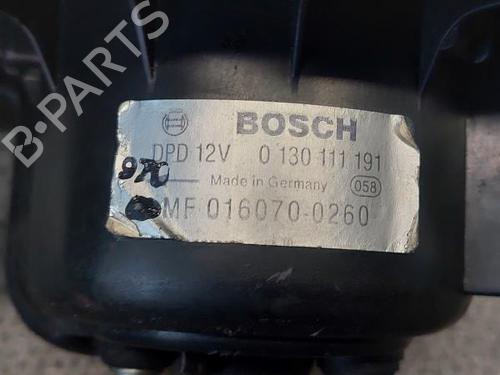 BOSCH
DPD 12V 0 130 111 191
970
Made in Germany 058
MF 016070-0260
B-PARTS